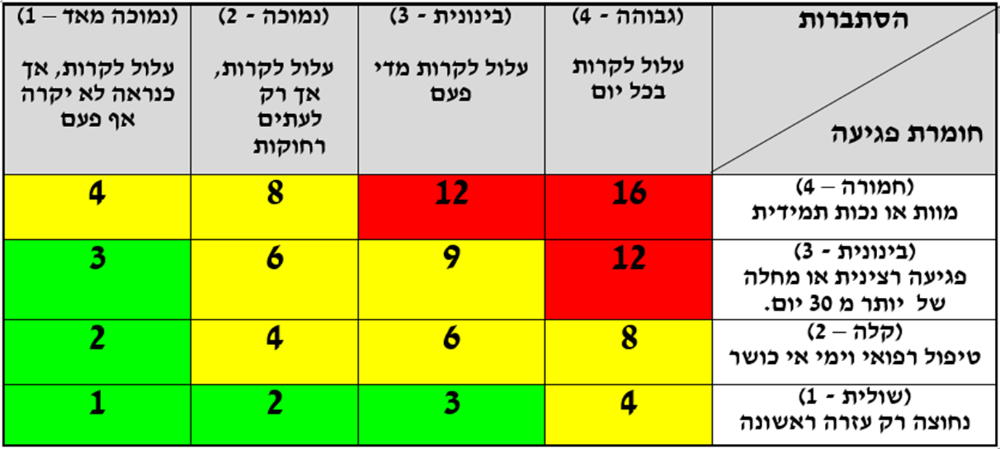 הסתברות
חומרת פגיעה
(גבוהה - 4)
עלול לקרות
בכל יום
(בינונית - 3)
עלול לקרות מדי
פעם
(נמוכה - 2)
עלול לקרות,
אך רק
לעתים
רחוקות
(נמוכה מאד – 1)
עלול לקרות, אך
כנראה לא יקרה
אף פעם
(חמורה – 4)
מוות או נכות תמידית
16
12
8
4
(בינונית - 3)
פגיעה רצינית או מחלה
של יותר מ 30 יום.
12
9
6
3
(קלה – 2)
טיפול רפואי וימי אי כושר
8
6
4
2
(שולית - 1)
נחוצה רק עזרה ראשונה
4
3
2
1